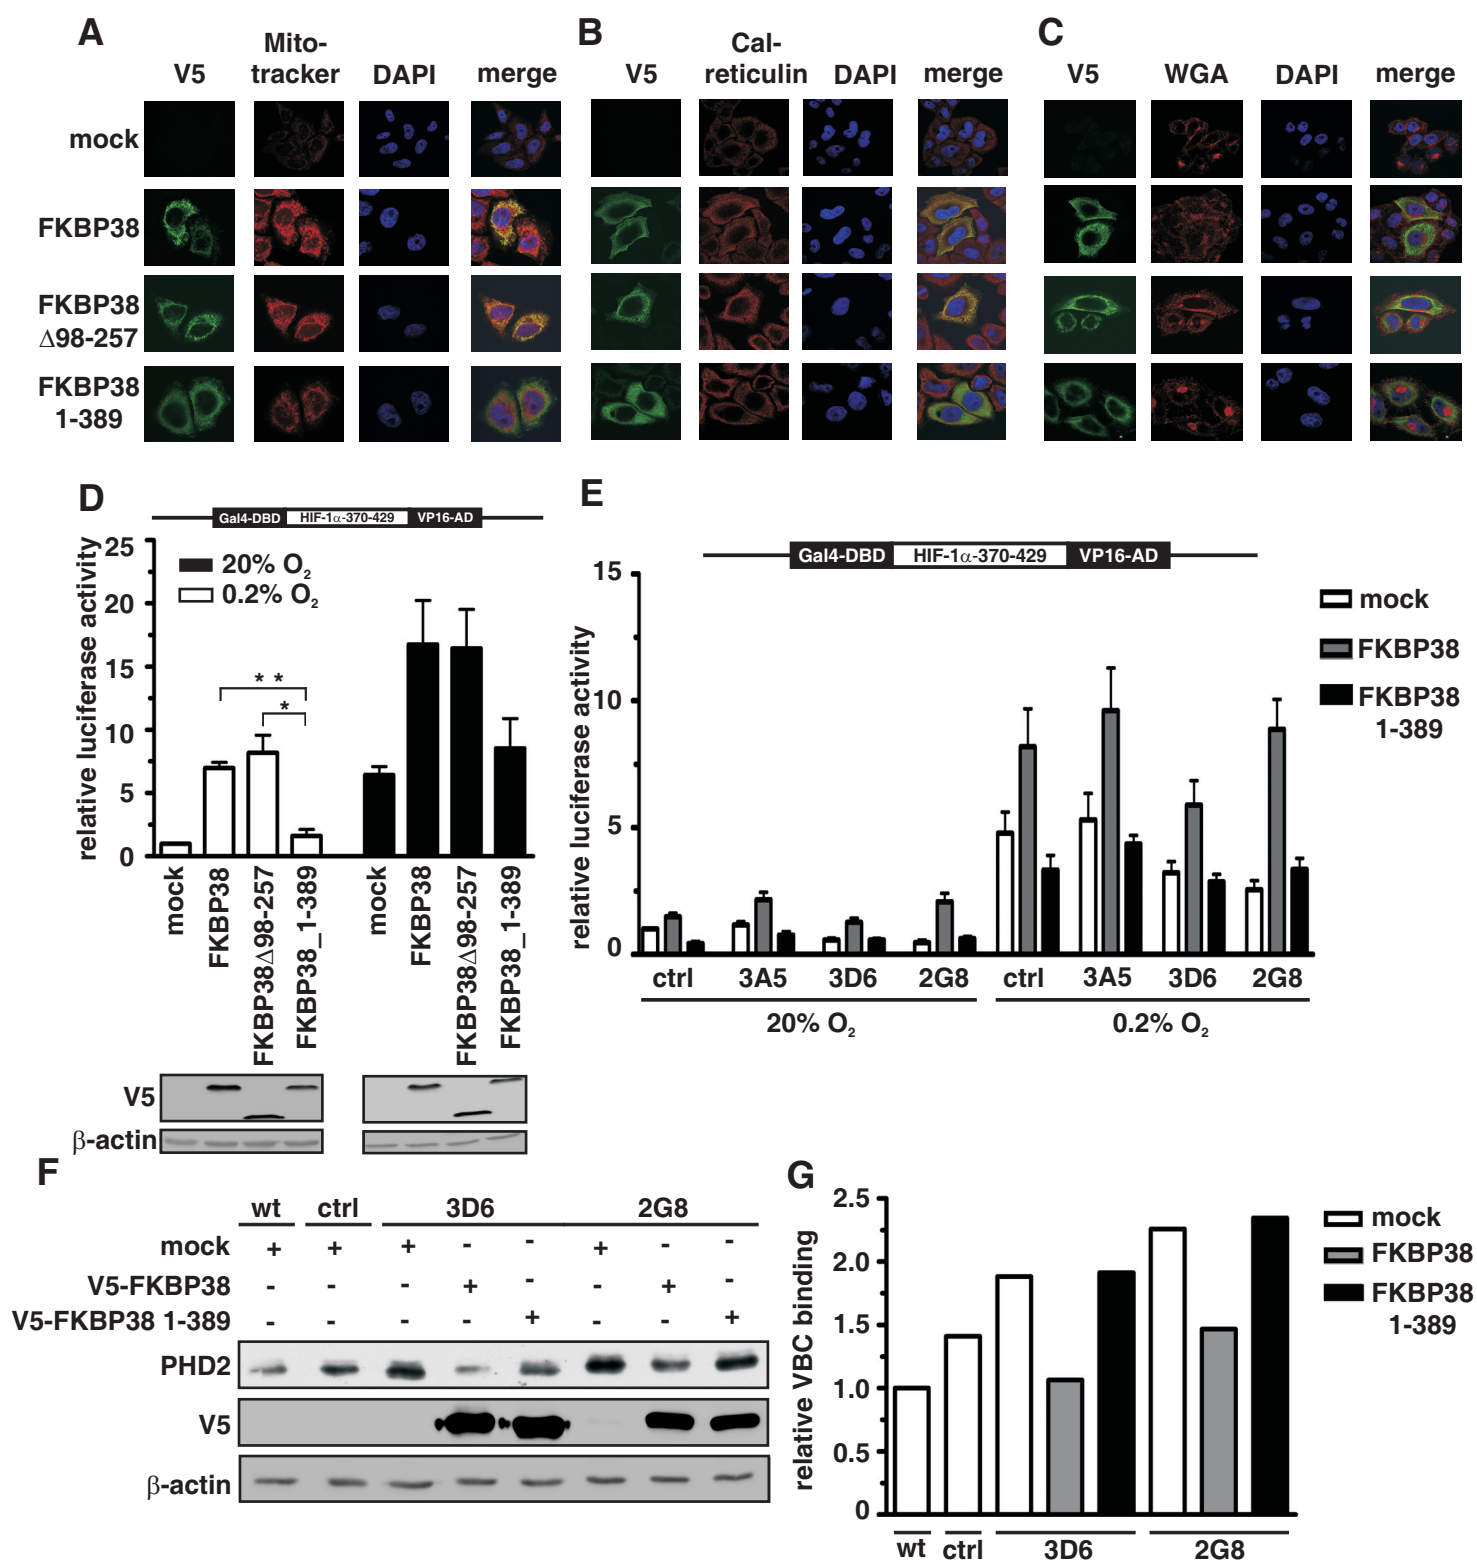 A
B
C
V5 Mito-tracker DAPI merge
V5 Cal-reticulin DAPI merge
V5 WGA DAPI merge
mock
FKBP38
FKBP38
Δ98-257
FKBP38
1-389
D
Gal4-DBD HIF-1α-370-429 VP16-AD
relative luciferase activity
25
20
15
10
5
0
20% O2
0.2% O2
* *
*
mock
FKBP38
FKBP38Δ98-257
FKBP38_1-389
mock
FKBP38
FKBP38Δ98-257
FKBP38_1-389
V5
β-actin
E
Gal4-DBD HIF-1α-370-429 VP16-AD
relative luciferase activity
15
10
5
0
mock
FKBP38
FKBP38
1-389
ctrl 3A5 3D6 2G8 ctrl 3A5 3D6 2G8
20% O2 0.2% O2
F
wt ctrl 3D6 2G8
mock + + + - - + - -
V5-FKBP38 - - - + - - + -
V5-FKBP38 1-389 - - - - + - - +
PHD2
V5
β-actin
G
relative VBC binding
2.5
2.0
1.5
1.0
0.5
0
mock
FKBP38
FKBP38
1-389
wt ctrl 3D6 2G8